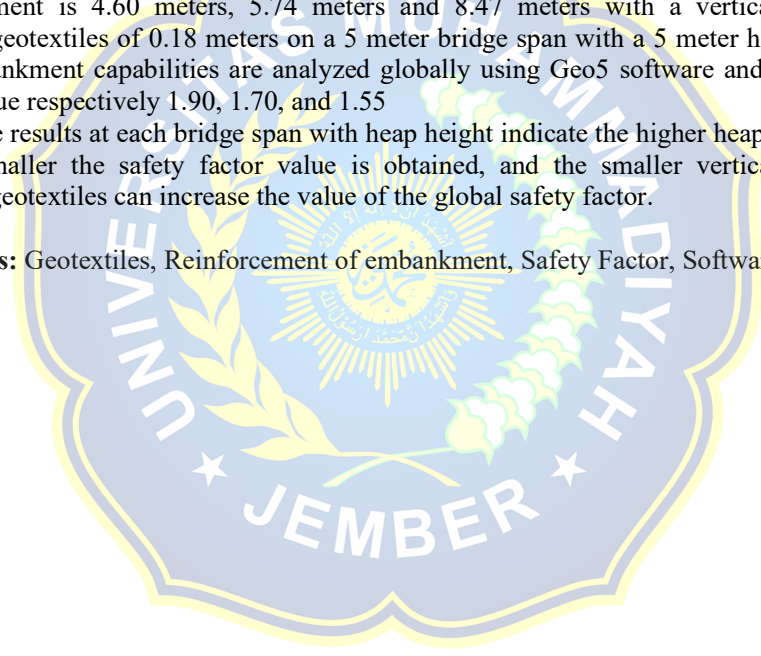 ment is 4.60 meters, 5.74 meters and 8.47 meters with a vertica
geotextiles of 0.18 meters on a 5 meter bridge span with a 5 meter h
ankment capabilities are analyzed globally using Geo5 software and
ue respectively 1.90, 1.70, and 1.55
e results at each bridge span with heap height indicate the higher heap
maller the safety factor value is obtained, and the smaller vertica
geotextiles can increase the value of the global safety factor.
s: Geotextiles, Reinforcement of embankment, Safety Factor, Softwar
UNIVERSITAS MUHAMMADIYAH
JEMBER